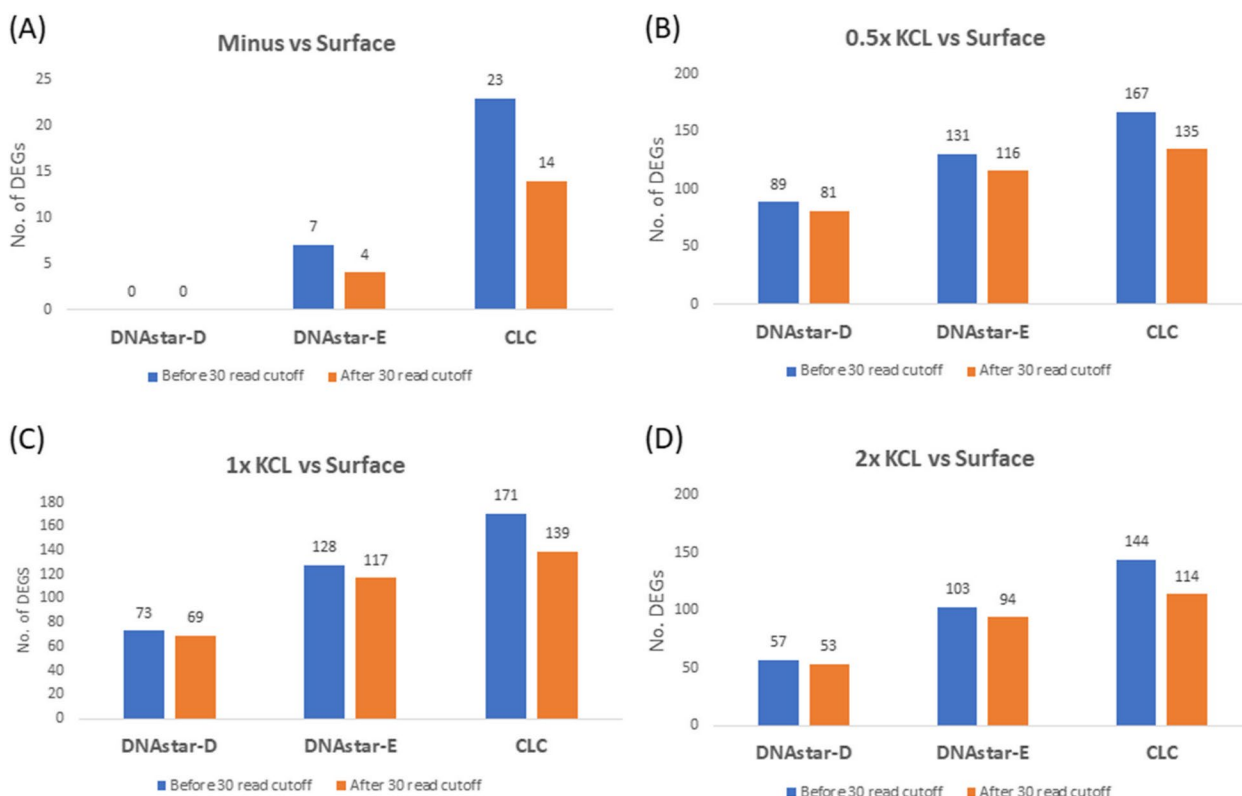 (A)
Minus vs Surface
No. of DEGs
25
20
15
10
5
0
0 0
7 4
23 14
DNAstar-D DNAstar-E CLC
Before 30 read cutoff After 30 read cutoff
(B)
0.5x KCL vs Surface
No. of DEGs
200
150
100
50
0
89 81
131 116
167 135
DNAstar-D DNAstar-E CLC
Before 30 read cutoff After 30 read cutoff
(C)
1x KCL vs Surface
No. of DEGS
180
160
140
120
100
80
60
40
20
0
73 69
128 117
171 139
DNAstar-D DNAstar-E CLC
Before 30 read cutoff After 30 read cutoff
(D)
2x KCL vs Surface
No. DEGs
200
150
100
50
0
57 53
103 94
144 114
DNAstar-D DNAstar-E CLC
Before 30 read cutoff After 30 read cutoff